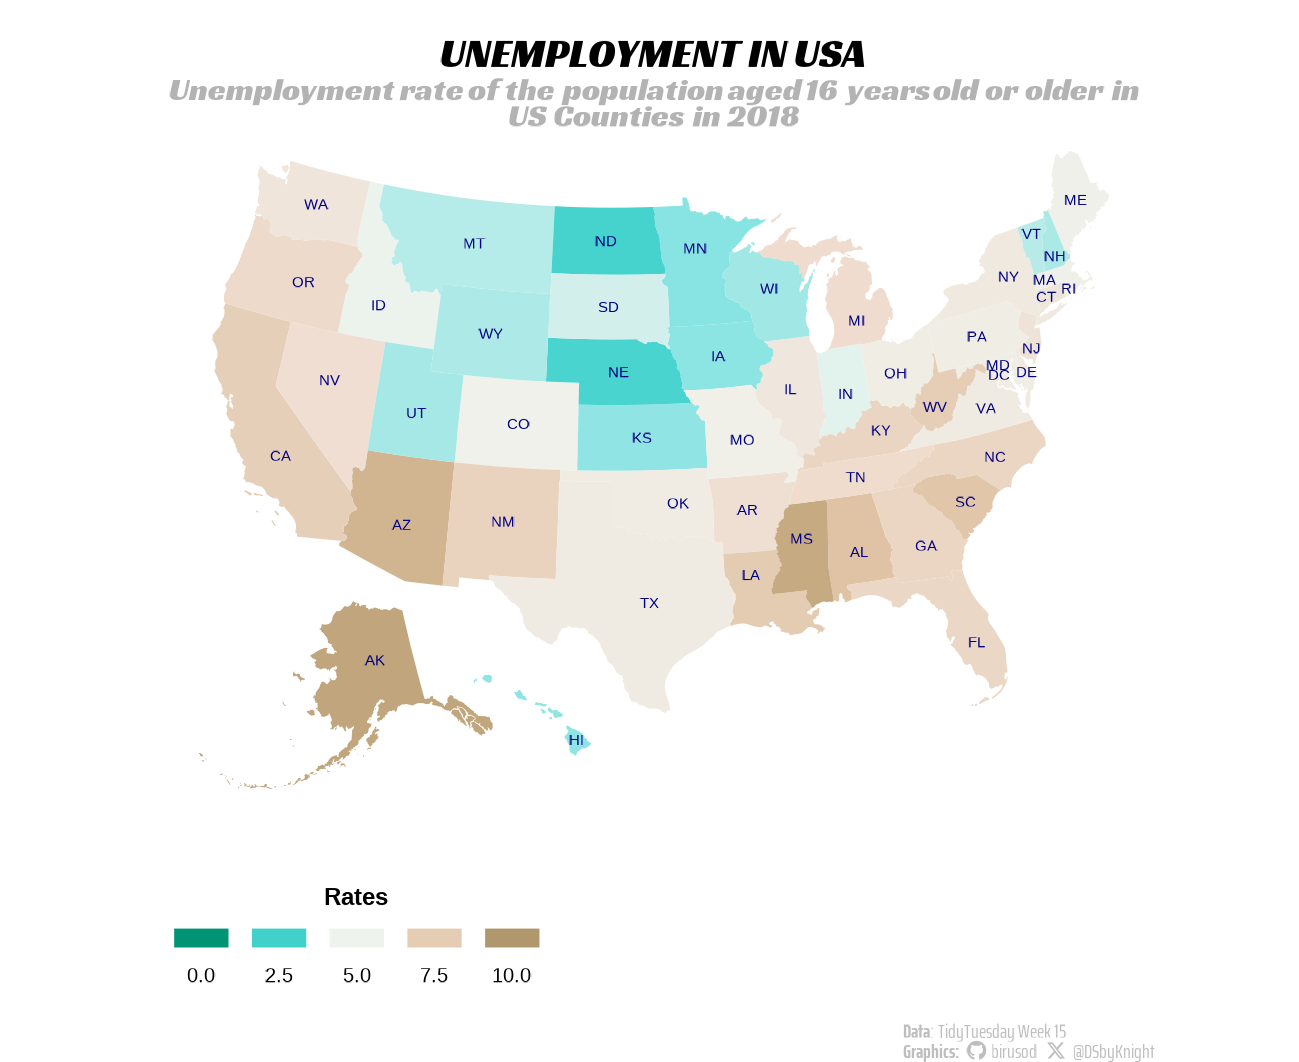 UNEMPLOYMENT IN USA
Unemployment rate of the population aged 16 years old or older in
US Counties in 2018
ME
WA
VT
MT
ND
MN
NH
NY
MA
OR
WI
RI
CT
ID
SD
MI
WY
PA
NJ
IA
MD
NE
OH
DE
DC
NV
IL
IN
UT
WV
VA
CO
KY
KS
MO
CA
NC
TN
OK
SC
AR
NM
AZ
MS
GA
AL
LA
TX
FL
AK
HI
Rates
0.0 2.5 5.0 7.5 10.0
Data: TidyTuesday Week 15
Graphics: birusod @DSbyKnight